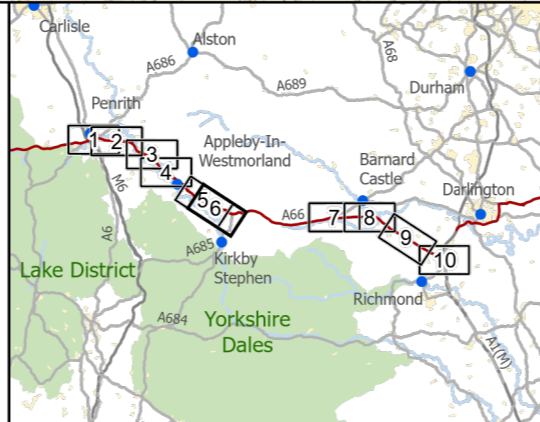 Carlisle
Alston
A686
A68
A689
Durham
Penrith
1
2
3
4
5
6
Appleby-In-
Westmorland
Barnard
Castle
Darlington
M6
A66
7
8
9
10
A6
A685
Lake District
Kirkby
Stephen
Richmond
A684
Yorkshire
Dales
A1(M)